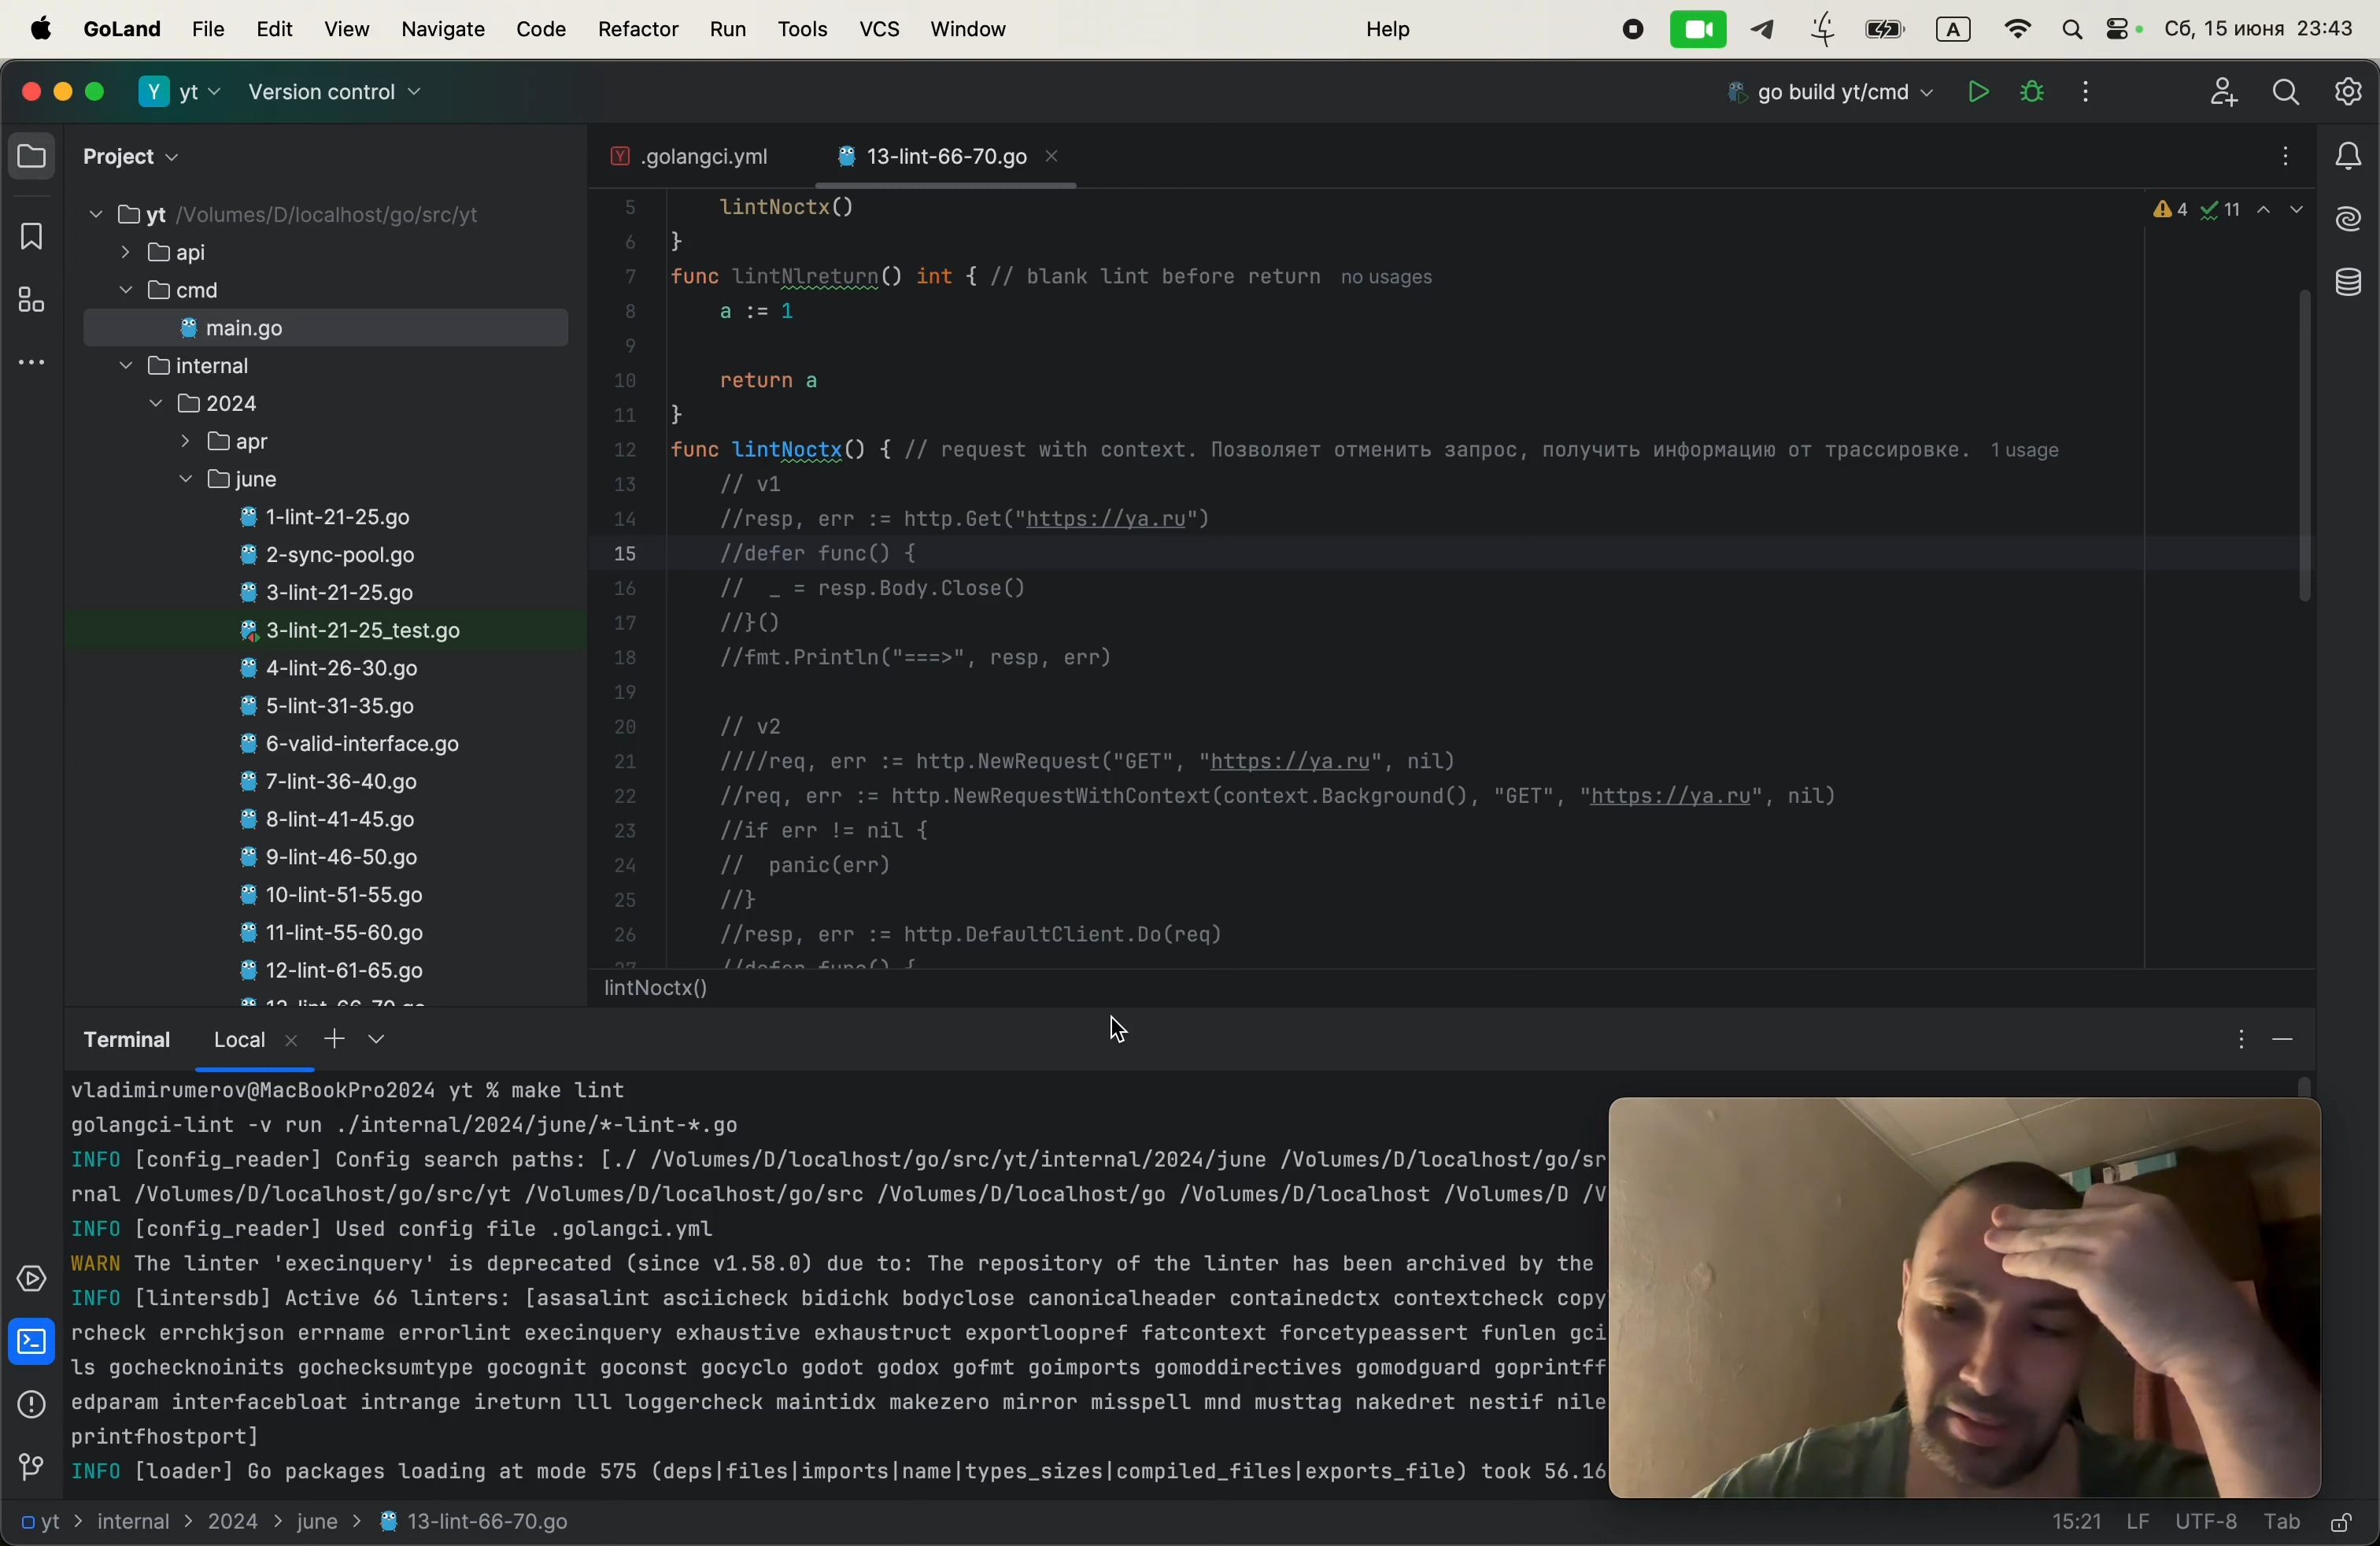 GoLand File Edit View Navigate Code Refactor Run Tools VCS Window Help A Сб, 15 июня 23:43
Y yt Version control go build yt/cmd
Project
.golangci.yml 13-lint-66-70.go
yt /Volumes/D/localhost/go/src/yt
api
cmd
main.go
internal
2024
apr
june
1-lint-21-25.go
2-sync-pool.go
3-lint-21-25.go
3-lint-21-25_test.go
4-lint-26-30.go
5-lint-31-35.go
6-valid-interface.go
7-lint-36-40.go
8-lint-41-45.go
9-lint-46-50.go
10-lint-51-55.go
11-lint-55-60.go
12-lint-61-65.go
13-lint-66-70.go
4 11
5 lintNoctx()
6 }
7 func lintNlreturn() int { // blank lint before return no usages
8 a := 1
9
10 return a
11 }
12 func lintNoctx() { // request with context. Позволяет отменить запрос, получить информацию от трассировке. 1 usage
13 // v1
14 //resp, err := http.Get("https://ya.ru")
15 //defer func() {
16 // _ = resp.Body.Close()
17 //}()
18 //fmt.Println("===>", resp, err)
19
20 // v2
21 ////req, err := http.NewRequest("GET", "https://ya.ru", nil)
22 //req, err := http.NewRequestWithContext(context.Background(), "GET", "https://ya.ru", nil)
23 //if err != nil {
24 // panic(err)
25 //}
26 //resp, err := http.DefaultClient.Do(req)
27 //defer func() {
lintNoctx()
Terminal Local
vladimirumerov@MacBookPro2024 yt % make lint
golangci-lint -v run ./internal/2024/june/*-lint-*.go
INFO [config_reader] Config search paths: [./ /Volumes/D/localhost/go/src/yt/internal/2024/june /Volumes/D/localhost/go/sr
rnal /Volumes/D/localhost/go/src/yt /Volumes/D/localhost/go/src /Volumes/D/localhost/go /Volumes/D/localhost /Volumes/D /V
INFO [config_reader] Used config file .golangci.yml
WARN The linter 'execinquery' is deprecated (since v1.58.0) due to: The repository of the linter has been archived by the
INFO [lintersdb] Active 66 linters: [asasalint asciicheck bidichk bodyclose canonicalheader containedctx contextcheck copy
rcheck errchkjson errname errorlint execinquery exhaustive exhaustruct exportloopref fatcontext forcetypeassert funlen gci
ls gochecknoinits gochecksumtype gocognit goconst gocyclo godot godox gofmt goimports gomoddirectives gomodguard goprintff
edparam interfacebloat intrange ireturn lll loggercheck maintidx makezero mirror misspell mnd musttag nakedret nestif nile
printfhostport]
INFO [loader] Go packages loading at mode 575 (deps|files|imports|name|types_sizes|compiled_files|exports_file) took 56.16
yt > internal > 2024 > june > 13-lint-66-70.go 15:21 LF UTF-8 Tab